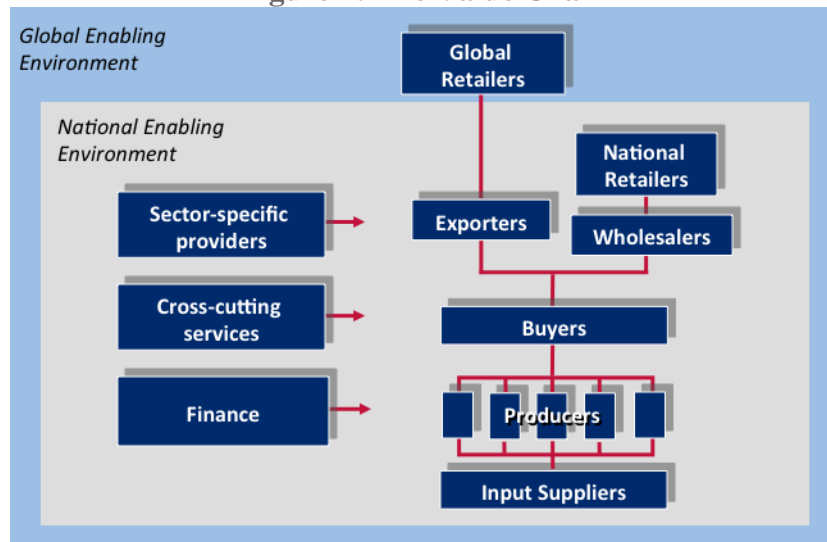 Global Enabling
Environment
Global
Retailers
National Enabling
Environment
National
Retailers
Sector-specific
providers
Exporters
Wholesalers
Cross-cutting
services
Buyers
Finance
Producers
Input Suppliers